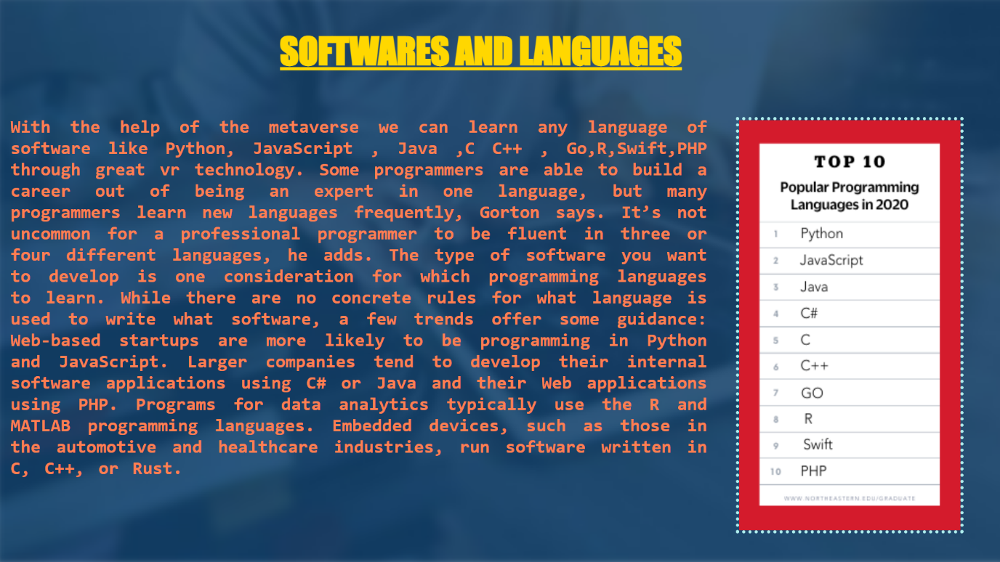 SOFTWARES AND LANGUAGES
With the help of the metaverse we can learn any language of
software like Python, JavaScript , Java ,C C++ , Go,R,Swift,PHP
through great vr technology. Some programmers are able to build a
career out of being an expert in one language, but many
programmers learn new languages frequently, Gorton says. It’s not
uncommon for a professional programmer to be fluent in three or
four different languages, he adds. The type of software you want
to develop is one consideration for which programming languages
to learn. While there are no concrete rules for what language is
used to write what software, a few trends offer some guidance:
Web-based startups are more likely to be programming in Python
and JavaScript. Larger companies tend to develop their internal
software applications using C# or Java and their Web applications
using PHP. Programs for data analytics typically use the R and
MATLAB programming languages. Embedded devices, such as those in
the automotive and healthcare industries, run software written in
C, C++, or Rust.
TOP 10
Popular Programming
Languages in 2020
1 Python
2 JavaScript
3 Java
4 C#
5 C
6 C++
7 GO
8 R
9 Swift
10 PHP
WWW.NORTHEASTERN.EDU/GRADUATE